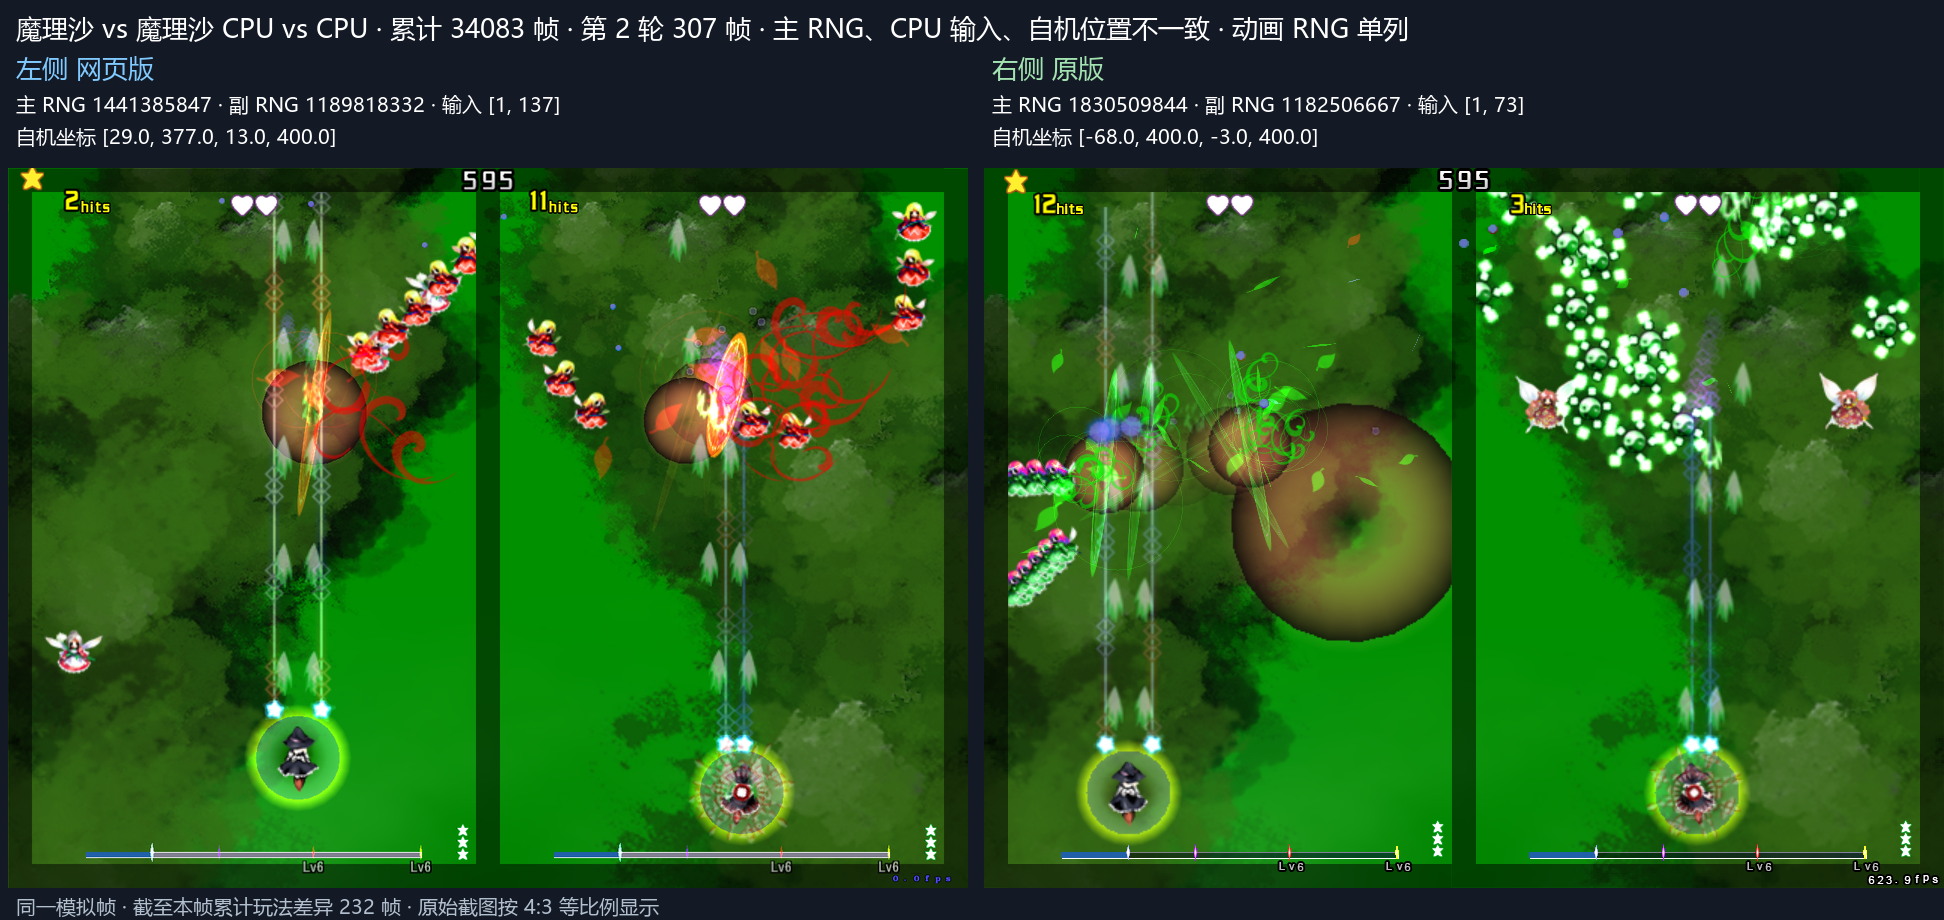 魔理沙 vs 魔理沙 CPU vs CPU · 累计 34083 帧 · 第 2 轮 307 帧 · 主 RNG、CPU 输入、自机位置不一致 · 动画 RNG 单列
左侧 网页版
主 RNG 1441385847 · 副 RNG 1189818332 · 输入 [1, 137]
自机坐标 [29.0, 377.0, 13.0, 400.0]
右侧 原版
主 RNG 1830509844 · 副 RNG 1182506667 · 输入 [1, 73]
自机坐标 [-68.0, 400.0, -3.0, 400.0]
595
2hits
11hits
Lv6
Lv6
Lv6
Lv6
0.0fps
595
12hits
3hits
Lv6
Lv6
Lv6
Lv6
623.9fps
同一模拟帧 · 截至本帧累计玩法差异 232 帧 · 原始截图按 4:3 等比例显示